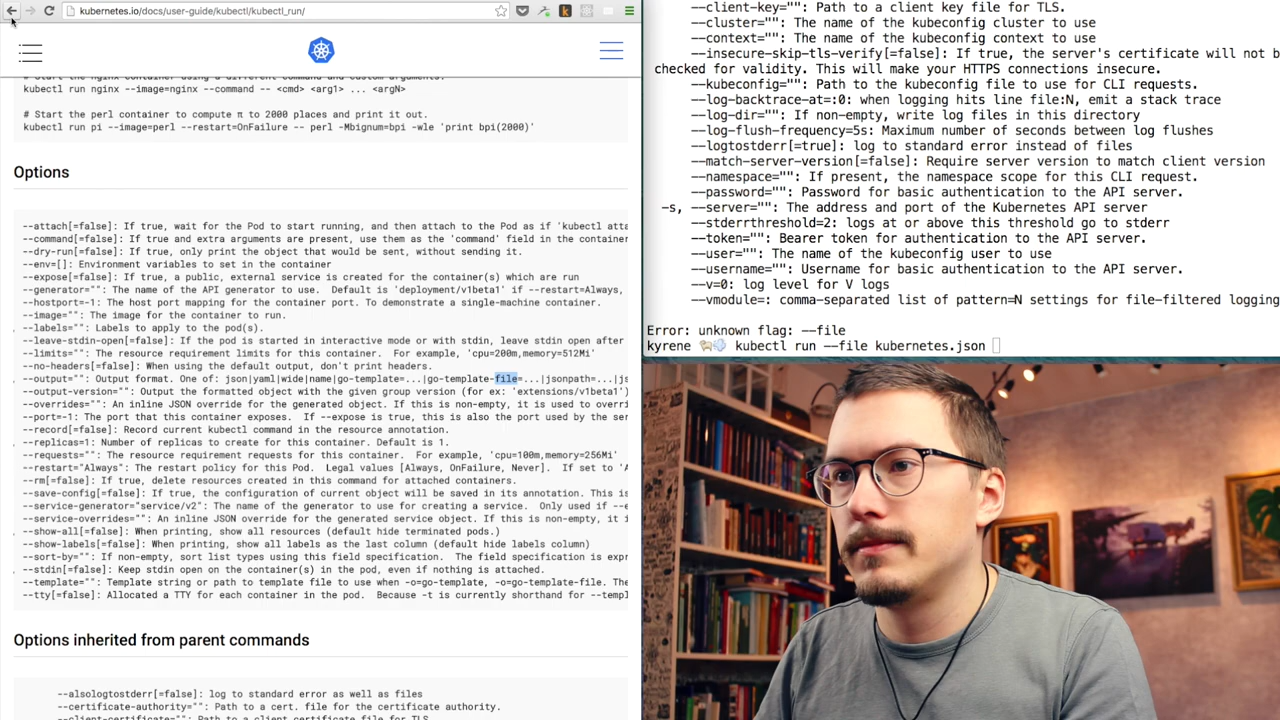 kubernetes.io/docs/user-guide/kubectl/kubectl_run/
# Start the nginx container using a different command and custom arguments.
kubectl run nginx --image=nginx --command -- <cmd> <arg1> ... <argN>
# Start the perl container to compute π to 2000 places and print it out.
kubectl run pi --image=perl --restart=OnFailure -- perl -Mbignum=bpi -wle 'print bpi(2000)'
Options
--attach[=false]: If true, wait for the Pod to start running, and then attach to the Pod as if 'kubectl atta
--command[=false]: If true and extra arguments are present, use them as the 'command' field in the container
--dry-run[=false]: If true, only print the object that would be sent, without sending it.
--env=[]: Environment variables to set in the container
--expose[=false]: If true, a public, external service is created for the container(s) which are run
--generator="": The name of the API generator to use.  Default is 'deployment/v1beta1' if --restart=Always,
--hostport=-1: The host port mapping for the container port. To demonstrate a single-machine container.
--image="": The image for the container to run.
--labels="": Labels to apply to the pod(s).
--leave-stdin-open[=false]: If the pod is started in interactive mode or with stdin, leave stdin open after
--limits="": The resource requirement limits for this container.  For example, 'cpu=200m,memory=512Mi'
--no-headers[=false]: When using the default output, don't print headers.
--output="": Output format. One of: json|yaml|wide|name|go-template=...|go-template-file=...|jsonpath=...|js
--output-version="": Output the formatted object with the given group version (for ex: 'extensions/v1beta1')
--overrides="": An inline JSON override for the generated object. If this is non-empty, it is used to overri
--port=-1: The port that this container exposes.  If --expose is true, this is also the port used by the ser
--record[=false]: Record current kubectl command in the resource annotation.
--replicas=1: Number of replicas to create for this container. Default is 1.
--requests="": The resource requirement requests for this container.  For example, 'cpu=100m,memory=256Mi'
--restart="Always": The restart policy for this Pod.  Legal values [Always, OnFailure, Never].  If set to 'A
--rm[=false]: If true, delete resources created in this command for attached containers.
--save-config[=false]: If true, the configuration of current object will be saved in its annotation. This is
--service-generator="service/v2": The name of the generator to use for creating a service.  Only used if --e
--service-overrides="": An inline JSON override for the generated service object. If this is non-empty, it i
--show-all[=false]: When printing, show all resources (default hide terminated pods.)
--show-labels[=false]: When printing, show all labels as the last column (default hide labels column)
--sort-by="": If non-empty, sort list types using this field specification.  The field specification is expr
--stdin[=false]: Keep stdin open on the container(s) in the pod, even if nothing is attached.
--template="": Template string or path to template file to use when -o=go-template, -o=go-template-file. The
--tty[=false]: Allocated a TTY for each container in the pod.  Because -t is currently shorthand for --templ
Options inherited from parent commands
--alsologtostderr[=false]: log to standard error as well as files
--certificate-authority="": Path to a cert. file for the certificate authority.
--client-certificate="": Path to a client certificate file for TLS.
--client-key="": Path to a client key file for TLS.
--cluster="": The name of the kubeconfig cluster to use
--context="": The name of the kubeconfig context to use
--insecure-skip-tls-verify[=false]: If true, the server's certificate will not b
checked for validity. This will make your HTTPS connections insecure.
--kubeconfig="": Path to the kubeconfig file to use for CLI requests.
--log-backtrace-at=:0: when logging hits line file:N, emit a stack trace
--log-dir="": If non-empty, write log files in this directory
--log-flush-frequency=5s: Maximum number of seconds between log flushes
--logtostderr[=true]: log to standard error instead of files
--match-server-version[=false]: Require server version to match client version
--namespace="": If present, the namespace scope for this CLI request.
--password="": Password for basic authentication to the API server.
-s, --server="": The address and port of the Kubernetes API server
--stderrthreshold=2: logs at or above this threshold go to stderr
--token="": Bearer token for authentication to the API server.
--user="": The name of the kubeconfig user to use
--username="": Username for basic authentication to the API server.
--v=0: log level for V logs
--vmodule=: comma-separated list of pattern=N settings for file-filtered logging
Error: unknown flag: --file
kyrene 🐑💨 kubectl run --file kubernetes.json